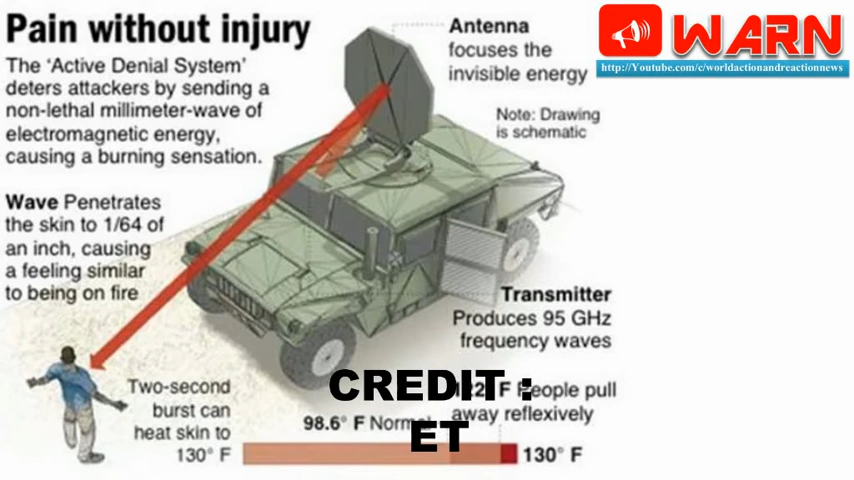 Pain without injury
The 'Active Denial System'
deters attackers by sending a
non-lethal millimeter-wave of
electromagnetic energy,
causing a burning sensation.
Wave Penetrates
the skin to 1/64 of
an inch, causing
a feeling similar
to being on fire
Antenna
focuses the
invisible energy
Note: Drawing
is schematic
WARN
http://Youtube.com/c/worldactionandreactionnews
Transmitter
Produces 95 GHz
frequency waves
Two-second
burst can
heat skin to
130° F
98.6° F Normal
F People pull
away reflexively
130° F
CREDIT :
ET